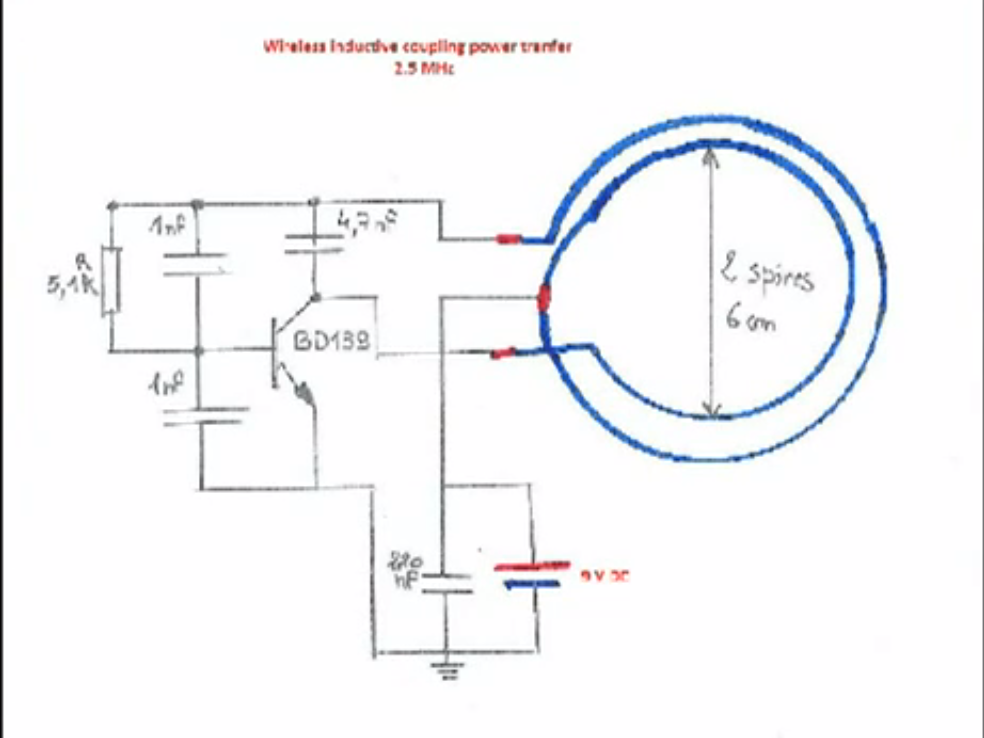 Wireless inductive coupling power tranfer
2.5 MHz
1nF
4,7nF
R
5,1K
BD139
1nF
2 spires
6 cm
220
nF
9 V DC